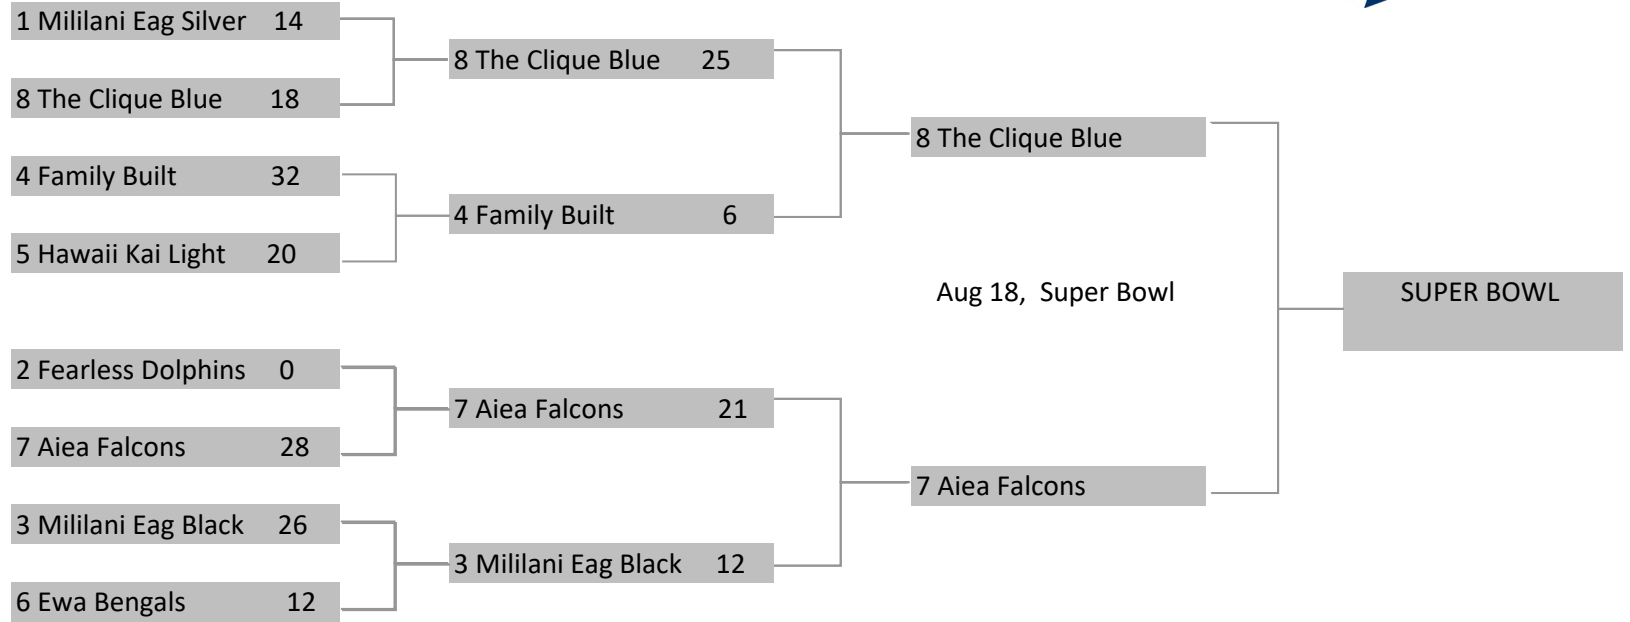 1 Mililani Eag Silver 14
8 The Clique Blue 18
4 Family Built 32
5 Hawaii Kai Light 20
2 Fearless Dolphins 0
7 Aiea Falcons 28
3 Mililani Eag Black 26
6 Ewa Bengals 12
8 The Clique Blue 25
4 Family Built 6
7 Aiea Falcons 21
3 Mililani Eag Black 12
8 The Clique Blue
Aug 18, Super Bowl
7 Aiea Falcons
SUPER BOWL